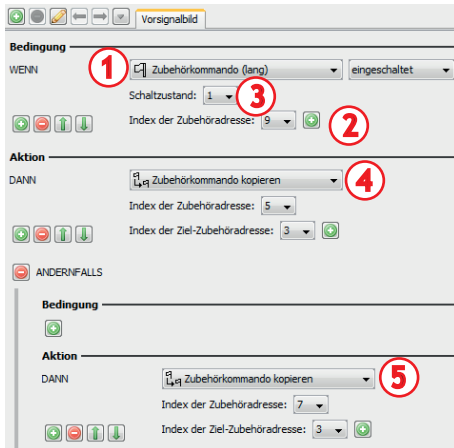 Vorsignalbild
Bedingung
WENN 1 Zubehörkommando (lang) eingeschaltet
Schaltzustand: 1 3
Index der Zubehöradresse: 9 2
Aktion
DANN Zubehörkommando kopieren 4
Index der Zubehöradresse: 5
Index der Ziel-Zubehöradresse: 3
ANDERNFALLS
Bedingung
Aktion
DANN Zubehörkommando kopieren 5
Index der Zubehöradresse: 7
Index der Ziel-Zubehöradresse: 3